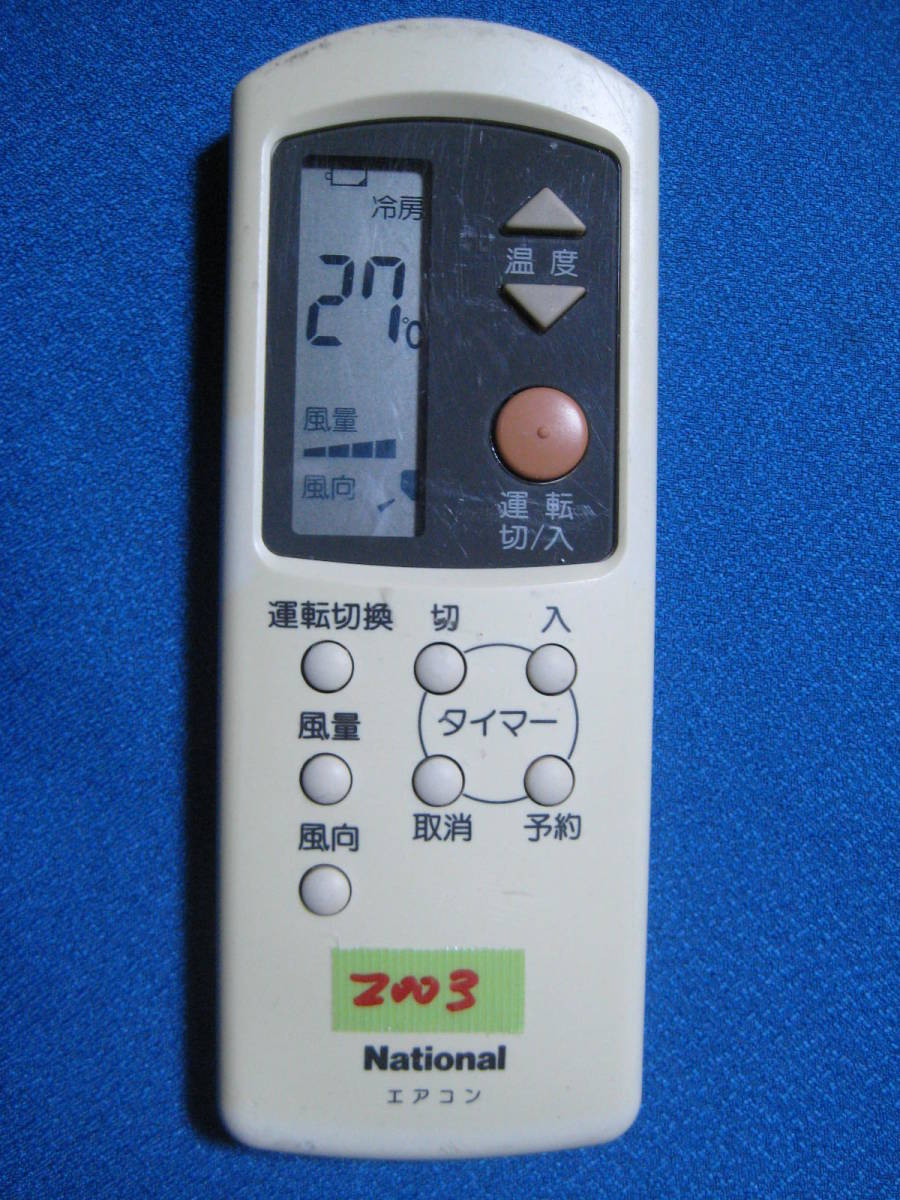 冷房
27℃
風量
風向
温度
運転
切/入
運転切換
切
入
風量
タイマー
風向
取消
予約
2003
National
エアコン